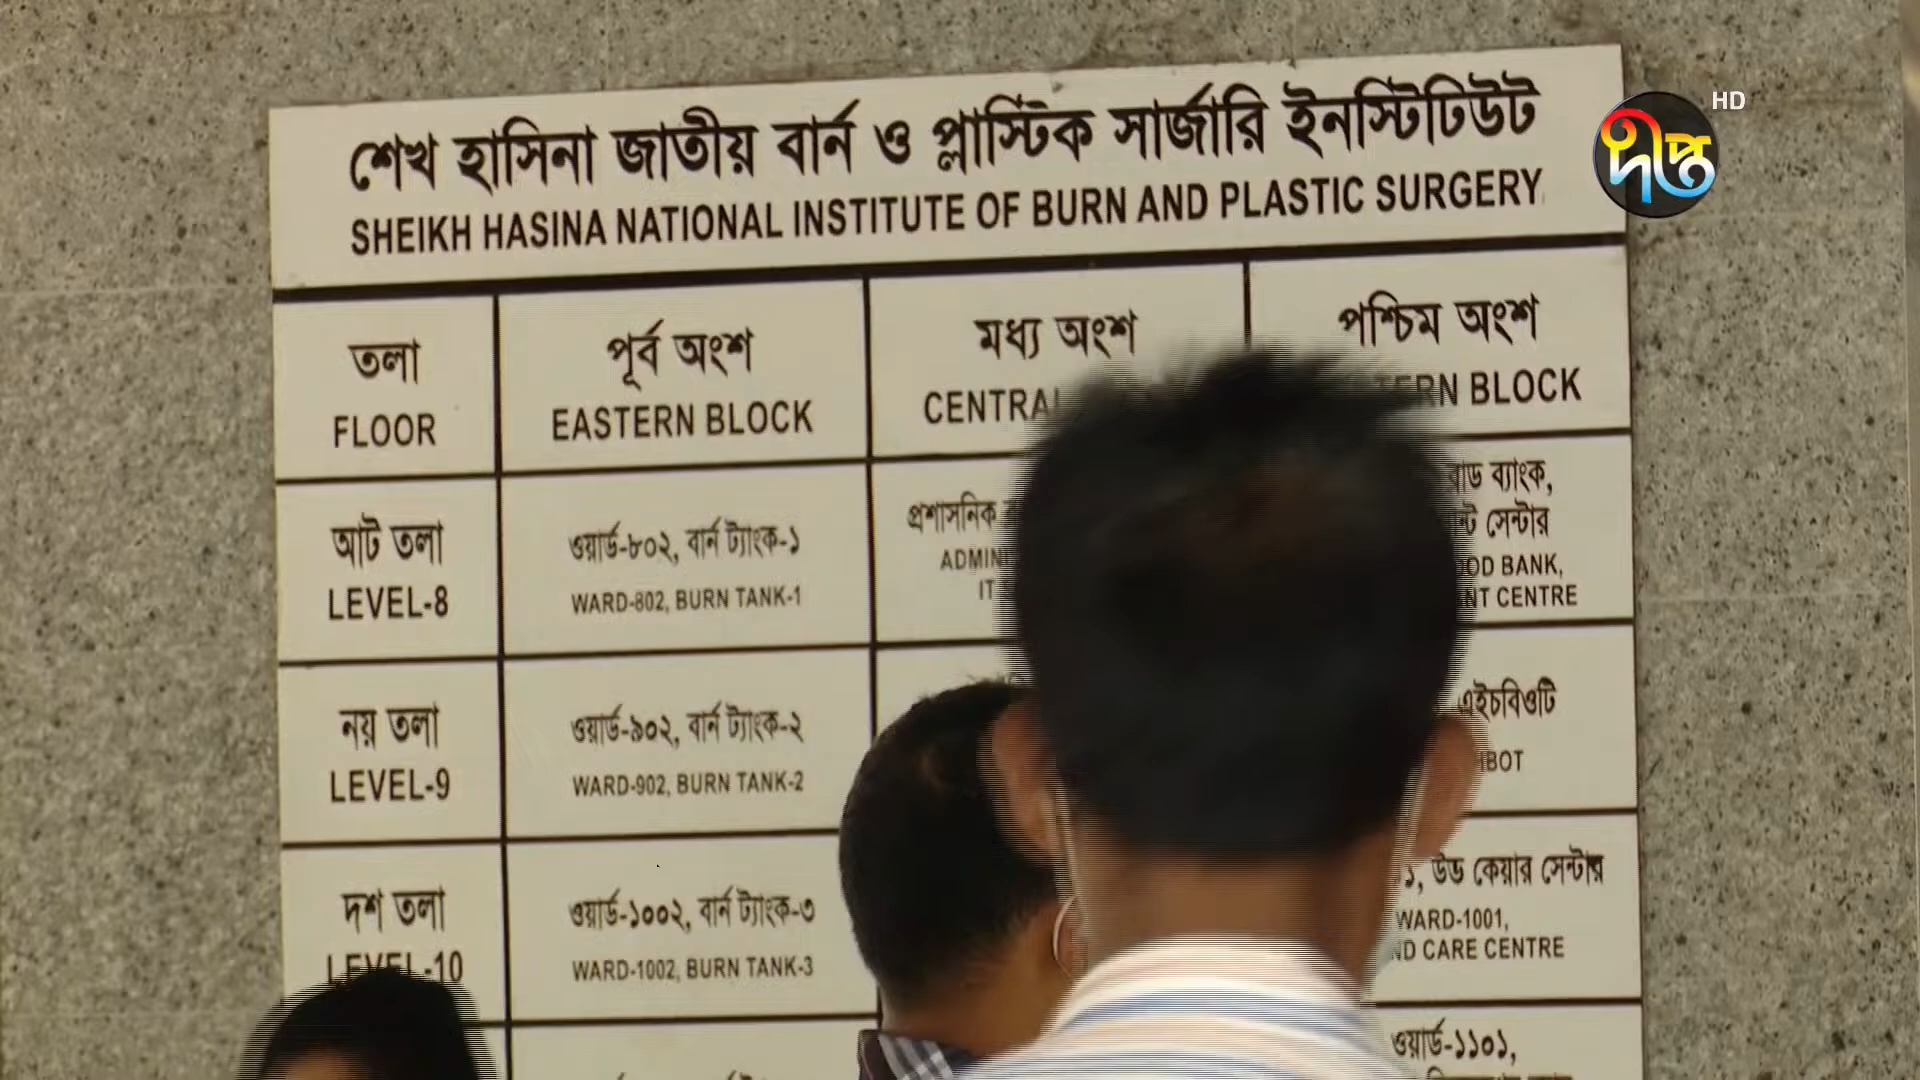 শেখ হাসিনা জাতীয় বার্ন ও প্লাস্টিক সার্জারি ইনস্টিটিউট
SHEIKH HASINA NATIONAL INSTITUTE OF BURN AND PLASTIC SURGERY
দীপ্ত HD
তলা
FLOOR
পূর্ব অংশ
EASTERN BLOCK
মধ্য অংশ
CENTRAL
পশ্চিম অংশ
BLOCK
আট তলা
LEVEL-8
ওয়ার্ড-৮০২, বার্ন ট্যাংক-১
WARD-802, BURN TANK-1
প্রশাসনিক
IT
ব্যাংক,
সেন্টার
BANK,
CENTRE
নয় তলা
LEVEL-9
ওয়ার্ড-৯০২, বার্ন ট্যাংক-২
WARD-902, BURN TANK-2
এইচবিওটি
দশ তলা
LEVEL-10
ওয়ার্ড-১০০২, বার্ন ট্যাংক-৩
WARD-1002, BURN TANK-3
উন্ড কেয়ার সেন্টার
WARD-1001,
CARE CENTRE
ওয়ার্ড-১১০১,